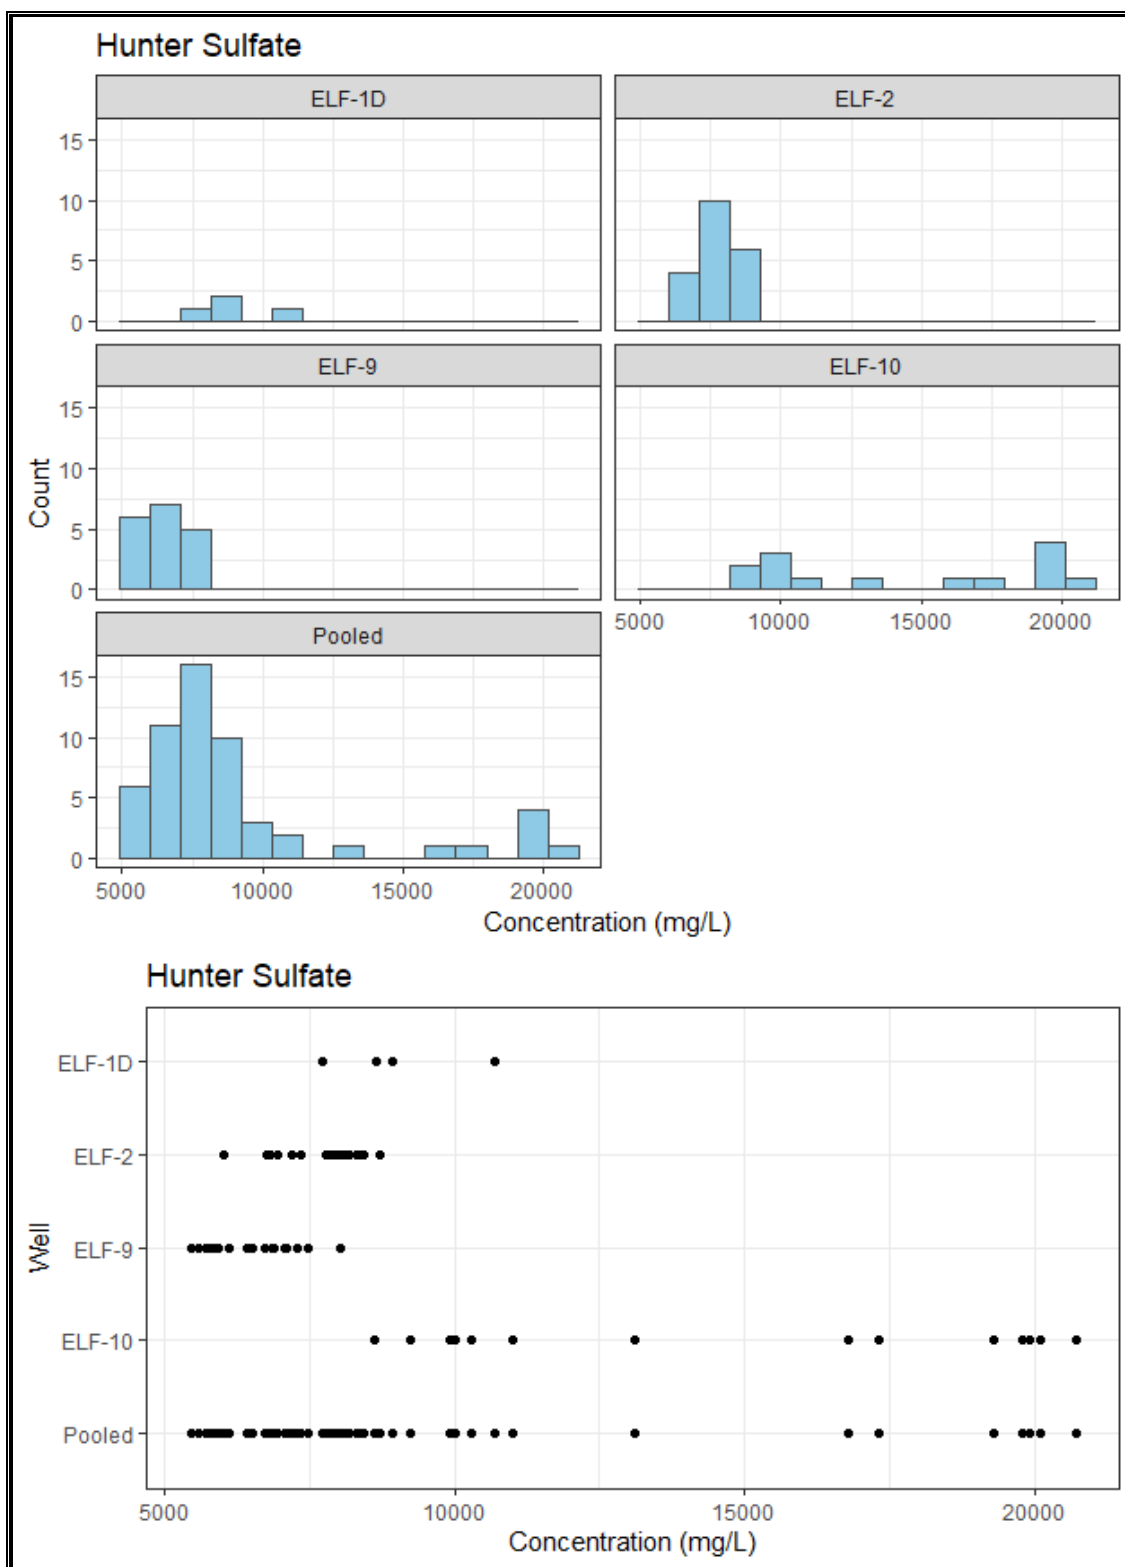 Hunter Sulfate
ELF-1D
ELF-2
15
10
5
0
ELF-9
ELF-10
15
10
5
0
Count
5000 10000 15000 20000
Pooled
15
10
5
0
5000 10000 15000 20000
Concentration (mg/L)
Hunter Sulfate
ELF-1D
ELF-2
Well
ELF-9
ELF-10
Pooled
5000 10000 15000 20000
Concentration (mg/L)